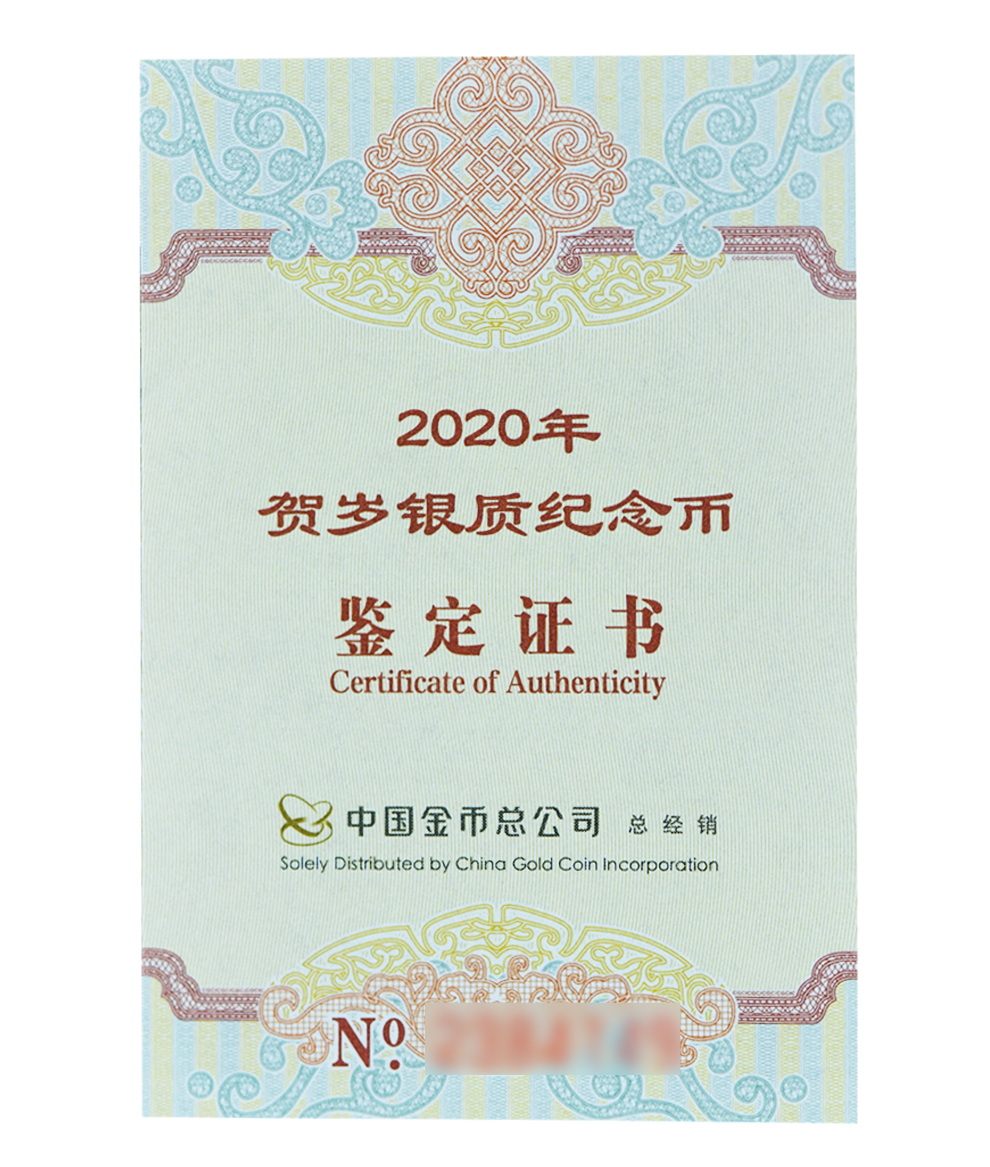 2020年
贺岁银质纪念币
鉴定证书
Certificate of Authenticity
中国金币总公司 总经销
Solely Distributed by China Gold Coin Incorporation
Nº.